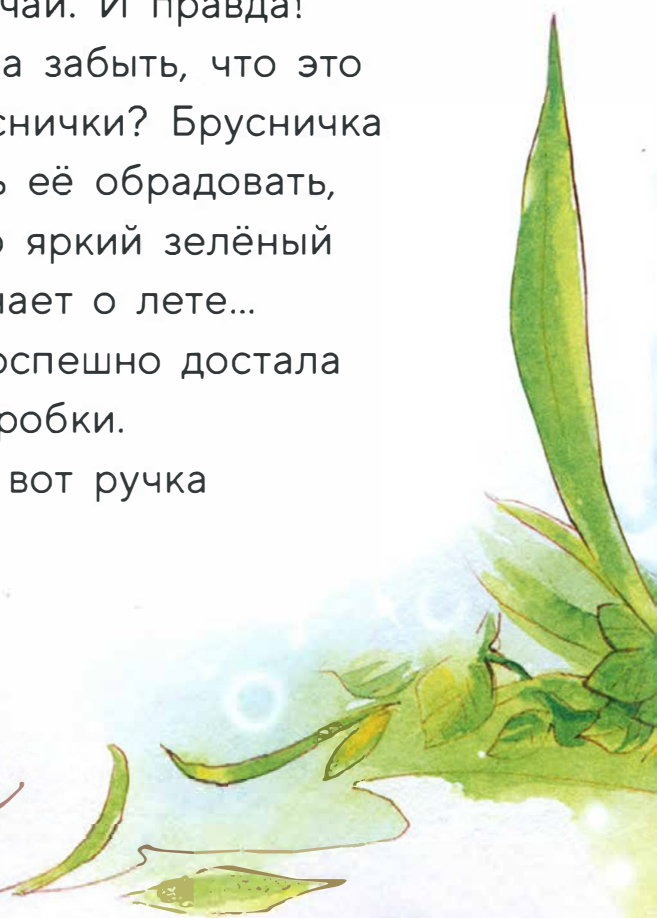 чай. И правда!
а забыть, что это
снички? Брусничка
ь её обрадовать,
о яркий зелёный
нает о лете...
оспешно достала
робки.
вот ручка